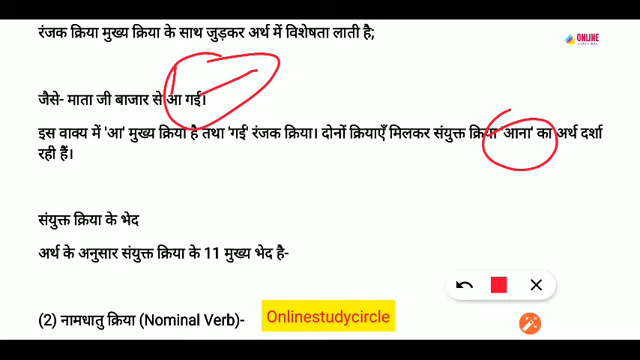 रंजक क्रिया मुख्य क्रिया के साथ जुड़कर अर्थ में विशेषता लाती है;
ONLINE
जैसे- माता जी बाजार से आ गई।
इस वाक्य में 'आ' मुख्य क्रिया है तथा 'गई' रंजक क्रिया। दोनों क्रियाएँ मिलकर संयुक्त क्रिया 'आना' का अर्थ दर्शा
रही हैं।
संयुक्त क्रिया के भेद
अर्थ के अनुसार संयुक्त क्रिया के 11 मुख्य भेद है-
(2) नामधातु क्रिया (Nominal Verb)-
Onlinestudycircle